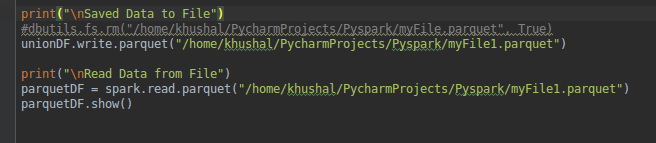 print("\nSaved Data to File")
#dbutils.fs.rm("/home/khushal/PycharmProjects/Pyspark/myFile.parquet", True)
unionDF.write.parquet("/home/khushal/PycharmProjects/Pyspark/myFile1.parquet")
print("\nRead Data from File")
parquetDF = spark.read.parquet("/home/khushal/PycharmProjects/Pyspark/myFile1.parquet")
parquetDF.show()